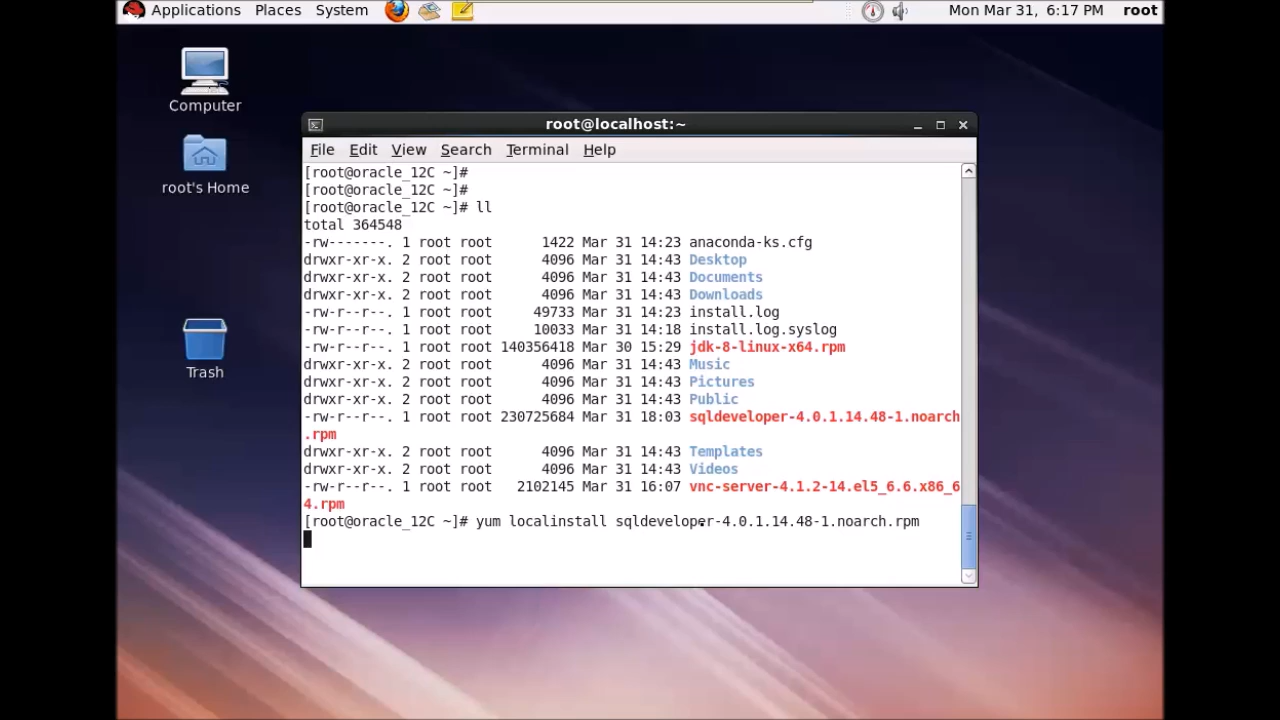 Applications Places System Mon Mar 31, 6:17 PM root
Computer
root's Home
Trash
root@localhost:~
File Edit View Search Terminal Help
[root@oracle_12C ~]#
[root@oracle_12C ~]#
[root@oracle_12C ~]# ll
total 364548
-rw-------. 1 root root 1422 Mar 31 14:23 anaconda-ks.cfg
drwxr-xr-x. 2 root root 4096 Mar 31 14:43 Desktop
drwxr-xr-x. 2 root root 4096 Mar 31 14:43 Documents
drwxr-xr-x. 2 root root 4096 Mar 31 14:43 Downloads
-rw-r--r--. 1 root root 49733 Mar 31 14:23 install.log
-rw-r--r--. 1 root root 10033 Mar 31 14:18 install.log.syslog
-rw-r--r--. 1 root root 140356418 Mar 30 15:29 jdk-8-linux-x64.rpm
drwxr-xr-x. 2 root root 4096 Mar 31 14:43 Music
drwxr-xr-x. 2 root root 4096 Mar 31 14:43 Pictures
drwxr-xr-x. 2 root root 4096 Mar 31 14:43 Public
-rw-r--r--. 1 root root 230725684 Mar 31 18:03 sqldeveloper-4.0.1.14.48-1.noarch
.rpm
drwxr-xr-x. 2 root root 4096 Mar 31 14:43 Templates
drwxr-xr-x. 2 root root 4096 Mar 31 14:43 Videos
-rw-r--r--. 1 root root 2102145 Mar 31 16:07 vnc-server-4.1.2-14.el5_6.6.x86_6
4.rpm
[root@oracle_12C ~]# yum localinstall sqldeveloper-4.0.1.14.48-1.noarch.rpm